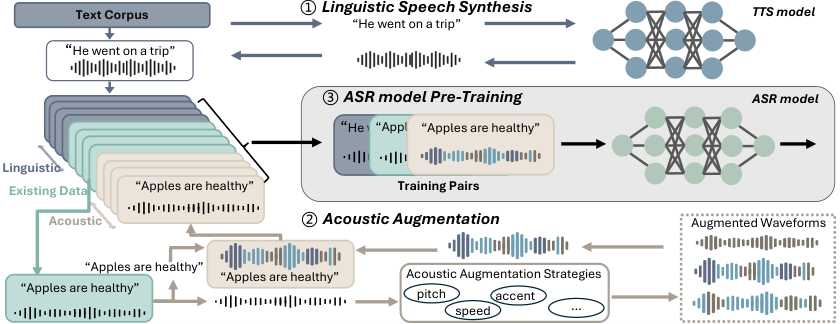 Text Corpus
① Linguistic Speech Synthesis
TTS model
"He went on a trip"
“He went on a trip”
③ ASR model Pre-Training
ASR model
“He w
“Appl
“Apples are healthy”
Training Pairs
Linguistic
Existing Data
Acoustic
“Apples are healthy”
② Acoustic Augmentation
Augmented Waveforms
“Apples are healthy”
“Apples are healthy”
“Apples are healthy”
Acoustic Augmentation Strategies
pitch
accent
speed
...